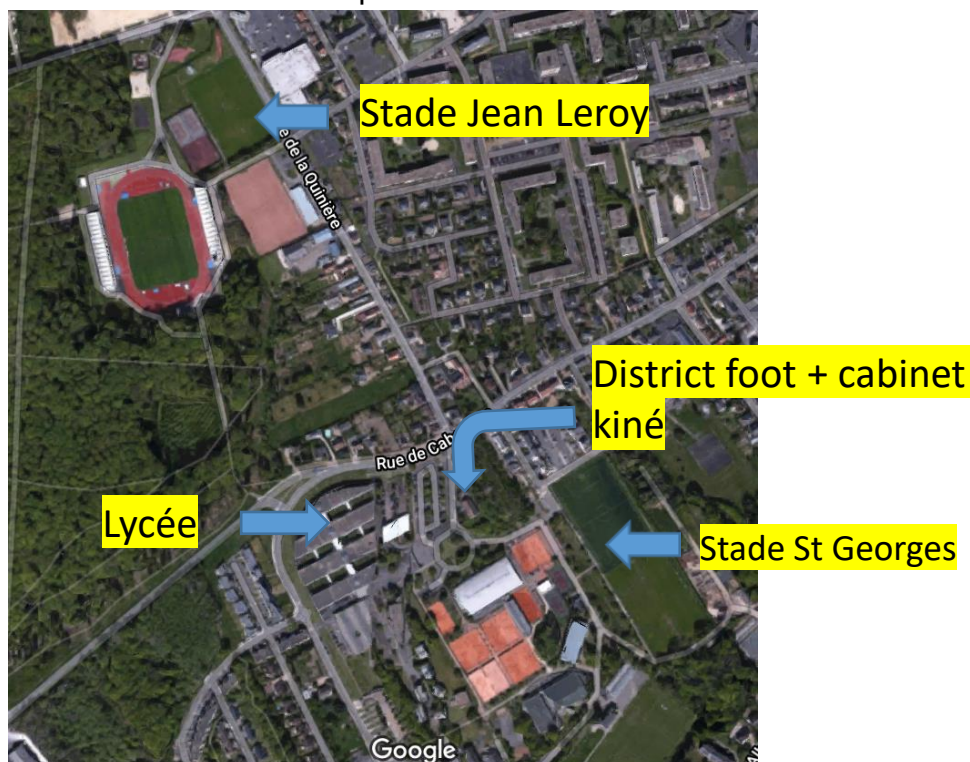 Stade Jean Leroy
e de la Quinière
District foot + cabinet
kiné
Rue de Cab
Lycée
Stade St Georges
Google